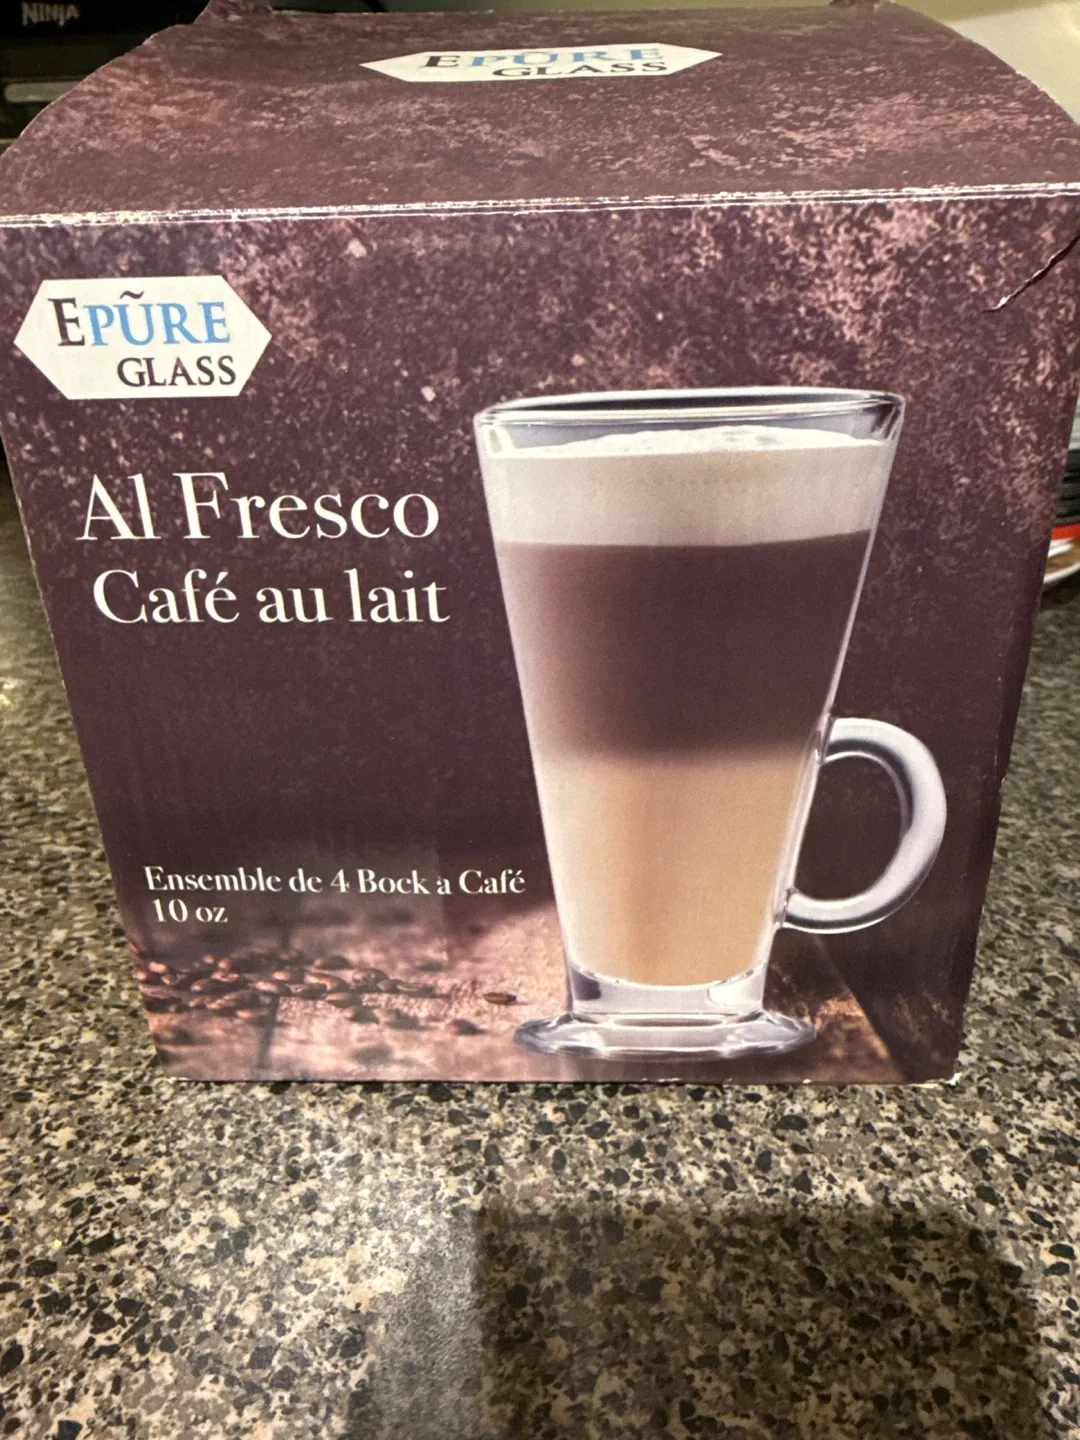 NINJA
EPŨRE
GLASS
EPŨRE
GLASS
Al Fresco
Café au lait
Ensemble de 4 Bock a Café
10 oz